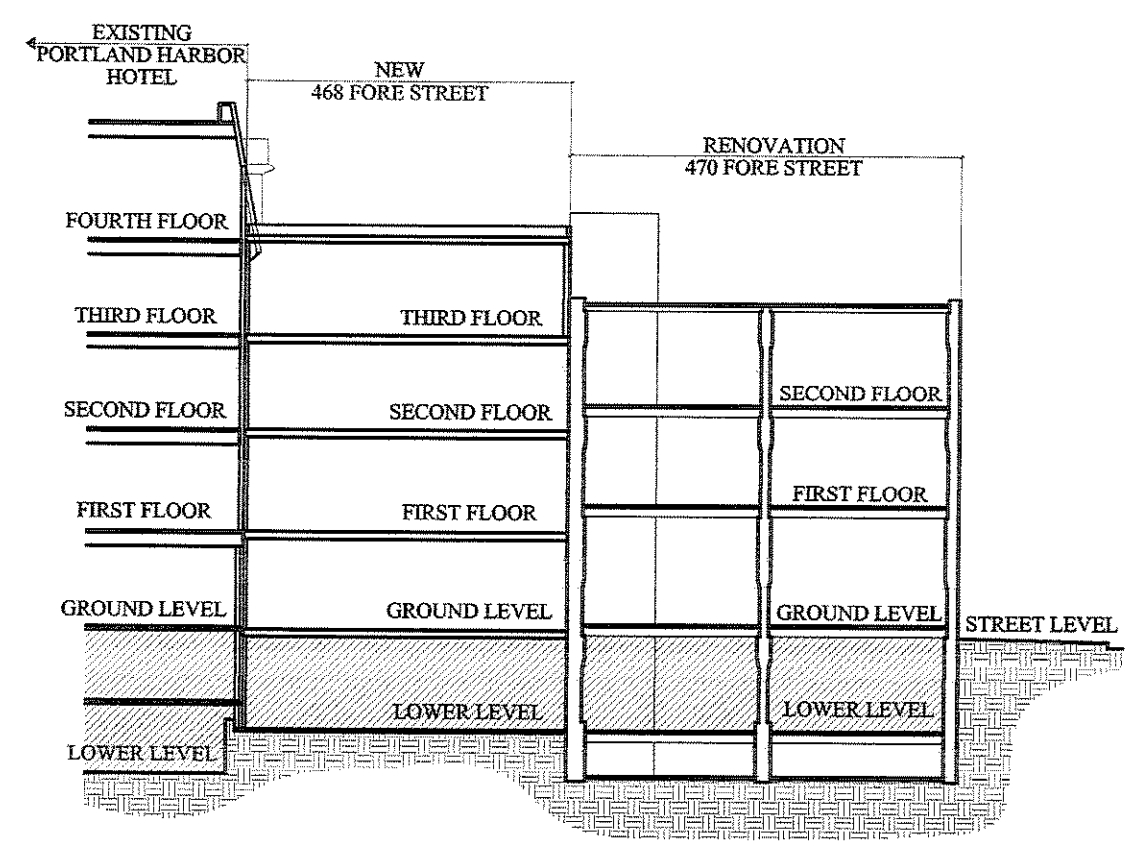 EXISTING
PORTLAND HARBOR
HOTEL
NEW
468 FORE STREET
RENOVATION
470 FORE STREET
FOURTH FLOOR
THIRD FLOOR
THIRD FLOOR
SECOND FLOOR
SECOND FLOOR
SECOND FLOOR
FIRST FLOOR
FIRST FLOOR
FIRST FLOOR
GROUND LEVEL
GROUND LEVEL
GROUND LEVEL
STREET LEVEL
LOWER LEVEL
LOWER LEVEL
LOWER LEVEL